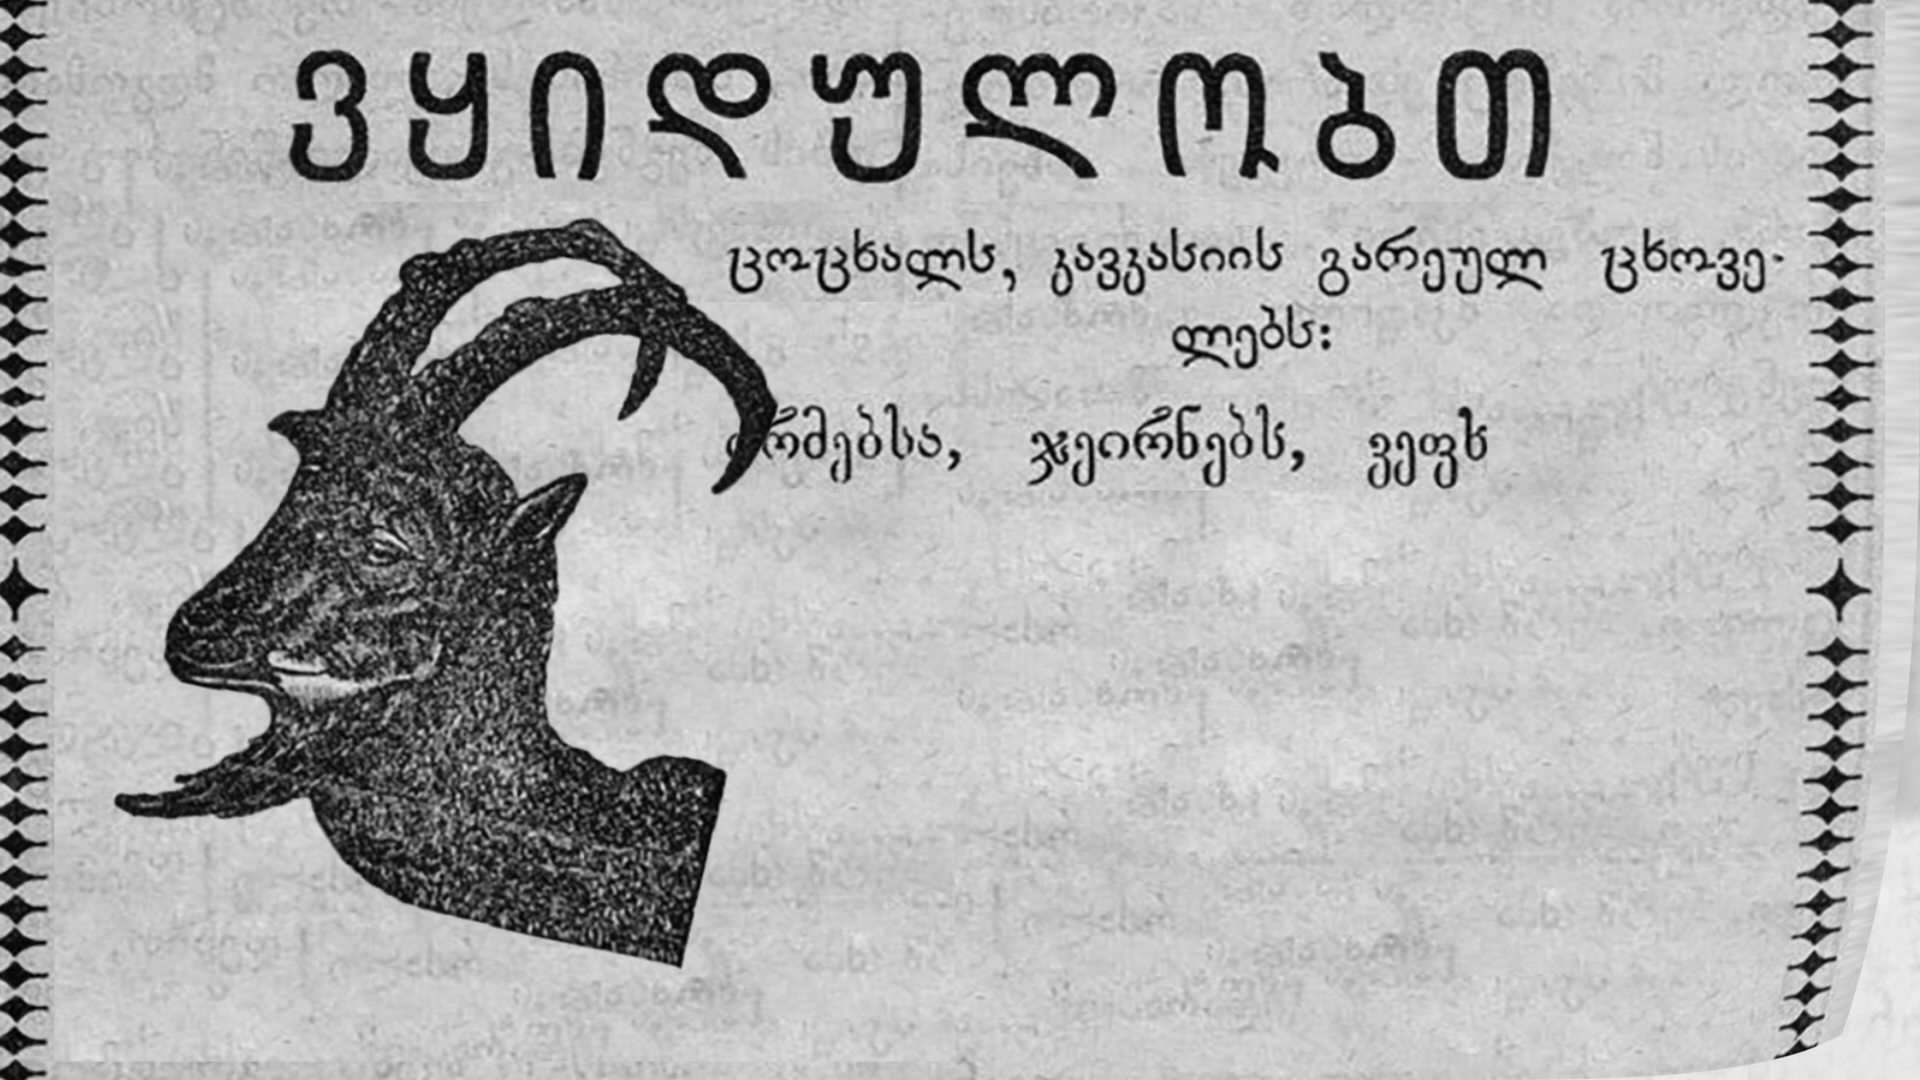 ვყიდულობთ
ცოცხალს, კავკასიის გარეულ ცხოვე-
ლებს:
ჯეირნებს, ვეფხ